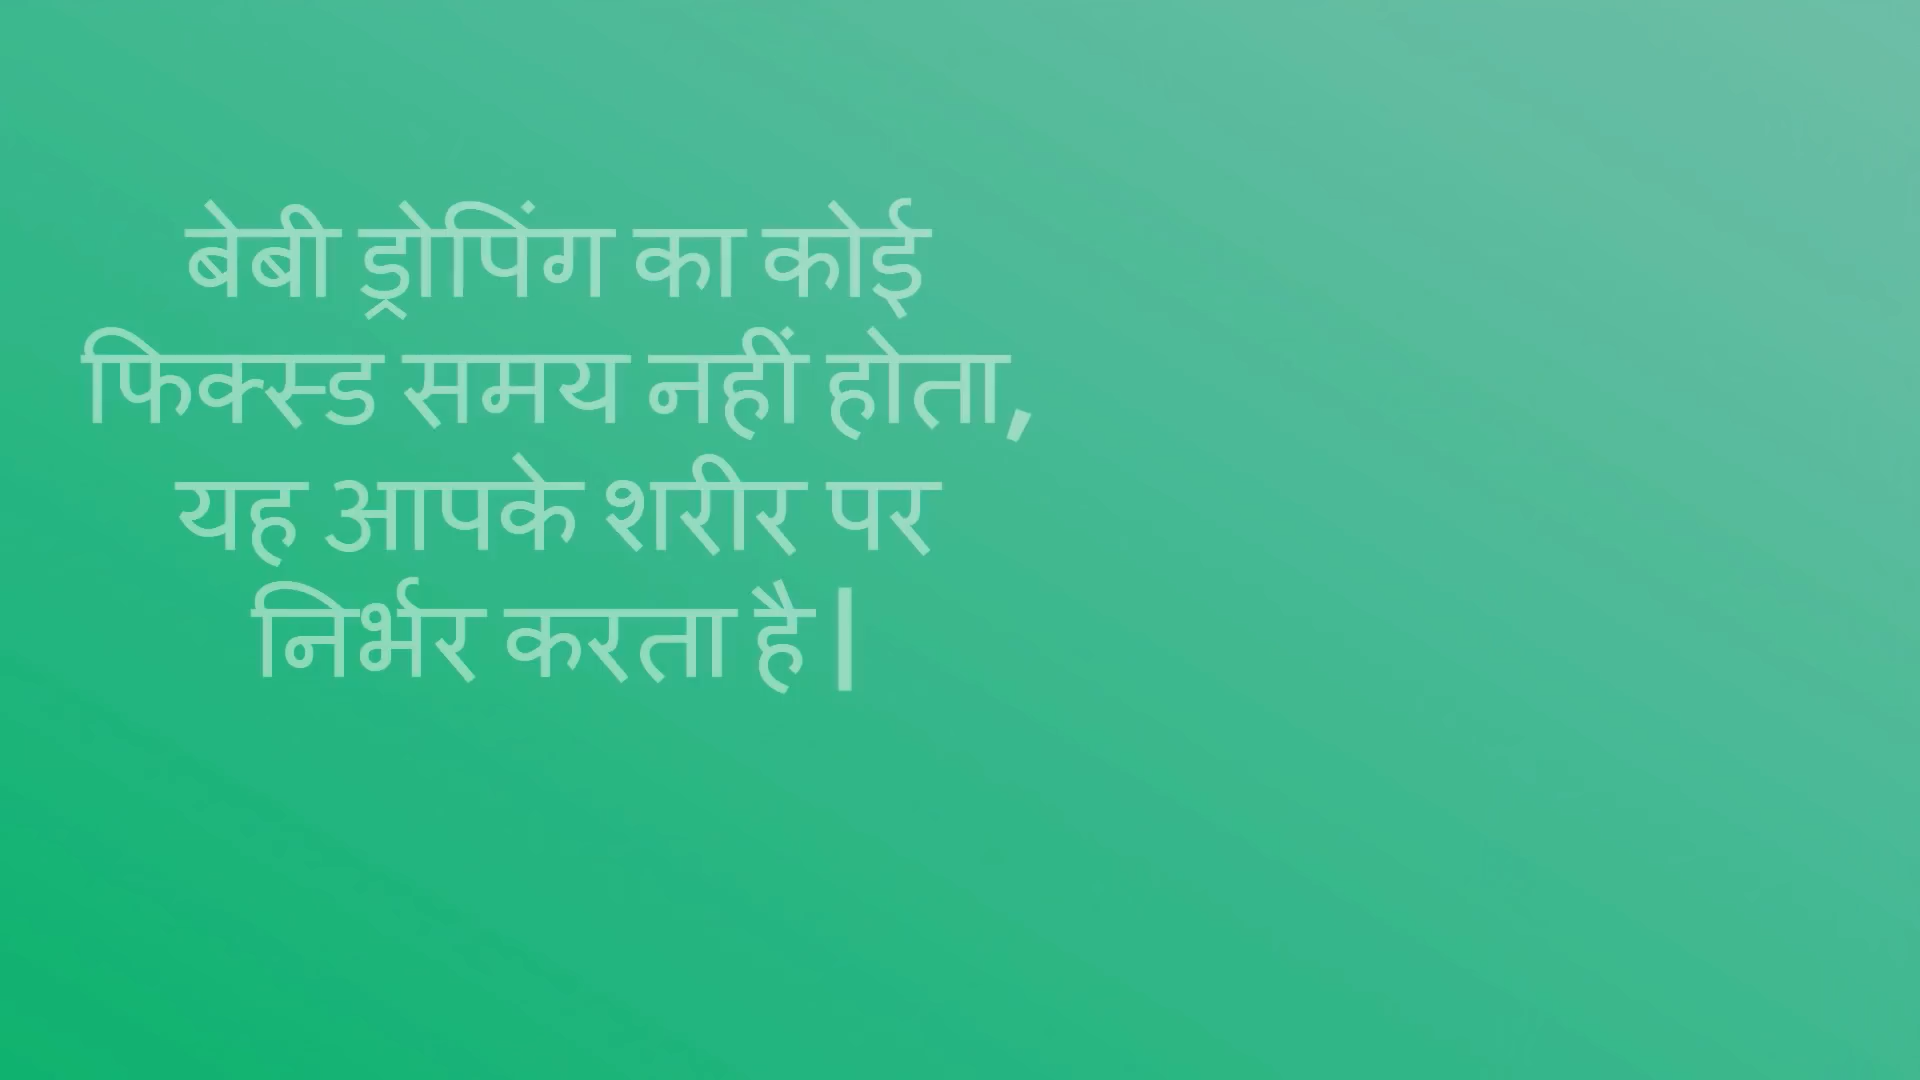 बेबी ड्रोपिंग का कोई
फिक्स्ड समय नहीं होता,
यह आपके शरीर पर
निर्भर करता है|